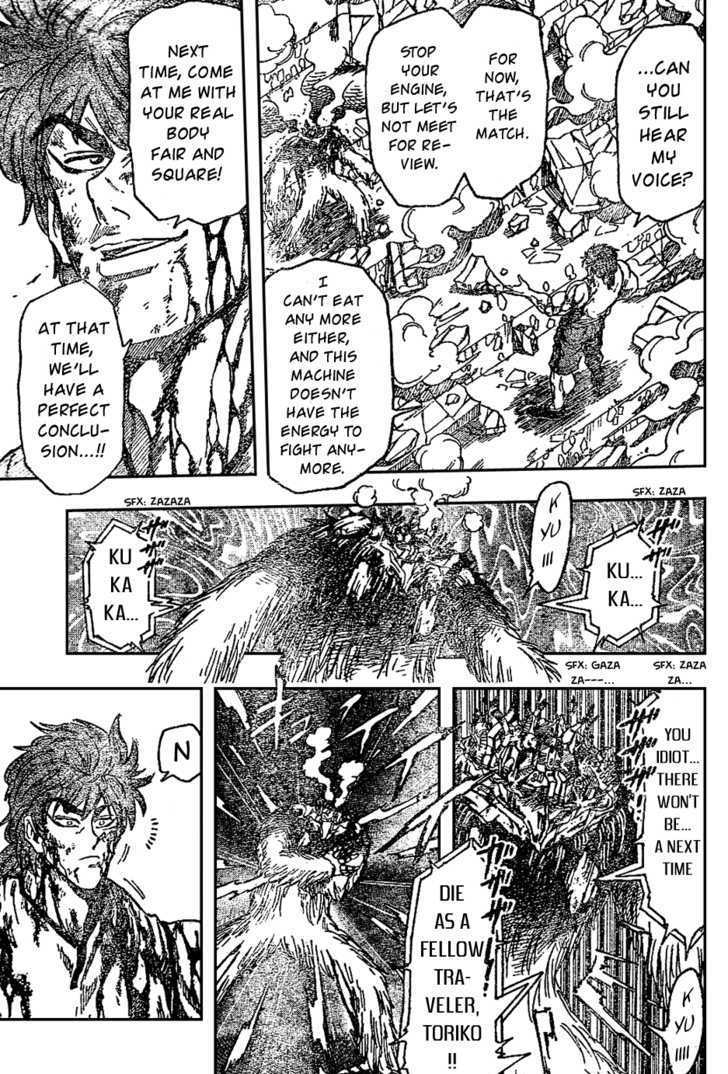 ...CAN
YOU
STILL
HEAR
MY
VOICE?
FOR
NOW,
THAT'S
THE
MATCH.
STOP
YOUR
ENGINE,
BUT LET'S
NOT MEET
FOR RE-
VIEW.
I
CAN'T EAT
ANY MORE
EITHER,
AND THIS
MACHINE
DOESN'T
HAVE THE
ENERGY TO
FIGHT ANY-
MORE.
NEXT
TIME, COME
AT ME WITH
YOUR REAL
BODY
FAIR AND
SQUARE!
AT THAT
TIME,
WE'LL
HAVE A
PERFECT
CONCLU-
SION...!!
SFX: ZAZA
KU...
KA...
KYUIII
SFX: ZAZAZA
KU
KA
KA...
SFX: ZAZA
ZA...
YOU
IDIOT...
THERE
WON'T
BE...
A NEXT
TIME
KYUIIII
SFX: GAZA
ZA---...
DIE
AS A
FELLOW
TRA-
VELER,
TORIKO
!!
N